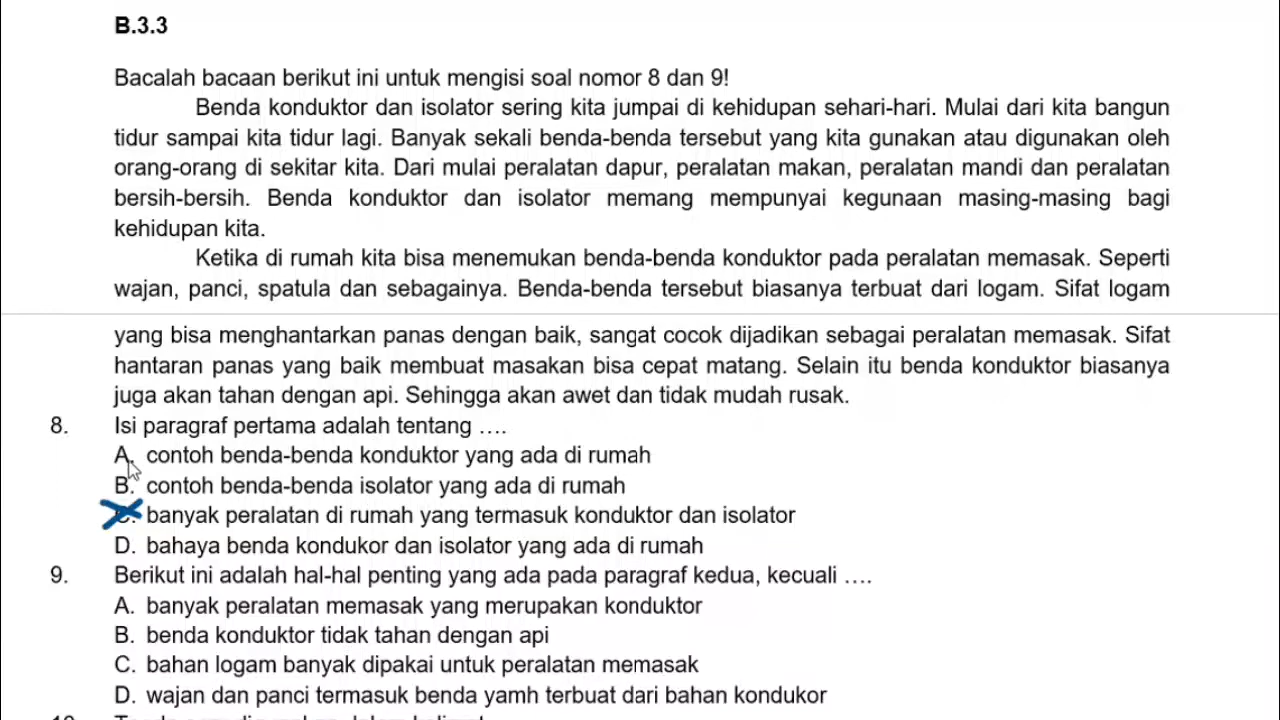 B.3.3
Bacalah bacaan berikut ini untuk mengisi soal nomor 8 dan 9!
Benda konduktor dan isolator sering kita jumpai di kehidupan sehari-hari. Mulai dari kita bangun
tidur sampai kita tidur lagi. Banyak sekali benda-benda tersebut yang kita gunakan atau digunakan oleh
orang-orang di sekitar kita. Dari mulai peralatan dapur, peralatan makan, peralatan mandi dan peralatan
bersih-bersih. Benda konduktor dan isolator memang mempunyai kegunaan masing-masing bagi
kehidupan kita.
Ketika di rumah kita bisa menemukan benda-benda konduktor pada peralatan memasak. Seperti
wajan, panci, spatula dan sebagainya. Benda-benda tersebut biasanya terbuat dari logam. Sifat logam
yang bisa menghantarkan panas dengan baik, sangat cocok dijadikan sebagai peralatan memasak. Sifat
hantaran panas yang baik membuat masakan bisa cepat matang. Selain itu benda konduktor biasanya
juga akan tahan dengan api. Sehingga akan awet dan tidak mudah rusak.
8. Isi paragraf pertama adalah tentang ....
A. contoh benda-benda konduktor yang ada di rumah
B. contoh benda-benda isolator yang ada di rumah
C. banyak peralatan di rumah yang termasuk konduktor dan isolator
D. bahaya benda kondukor dan isolator yang ada di rumah
9. Berikut ini adalah hal-hal penting yang ada pada paragraf kedua, kecuali ....
A. banyak peralatan memasak yang merupakan konduktor
B. benda konduktor tidak tahan dengan api
C. bahan logam banyak dipakai untuk peralatan memasak
D. wajan dan panci termasuk benda yamh terbuat dari bahan kondukor